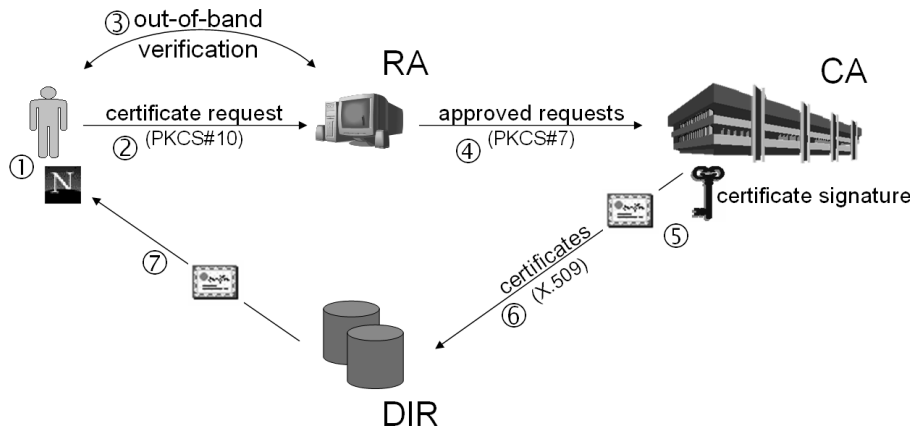 ③ out-of-band
verification
RA
CA
certificate request
② (PKCS#10)
approved requests
④ (PKCS#7)
①
N
certificate signature
⑤
certificates
(X.509)
⑥
⑦
DIR